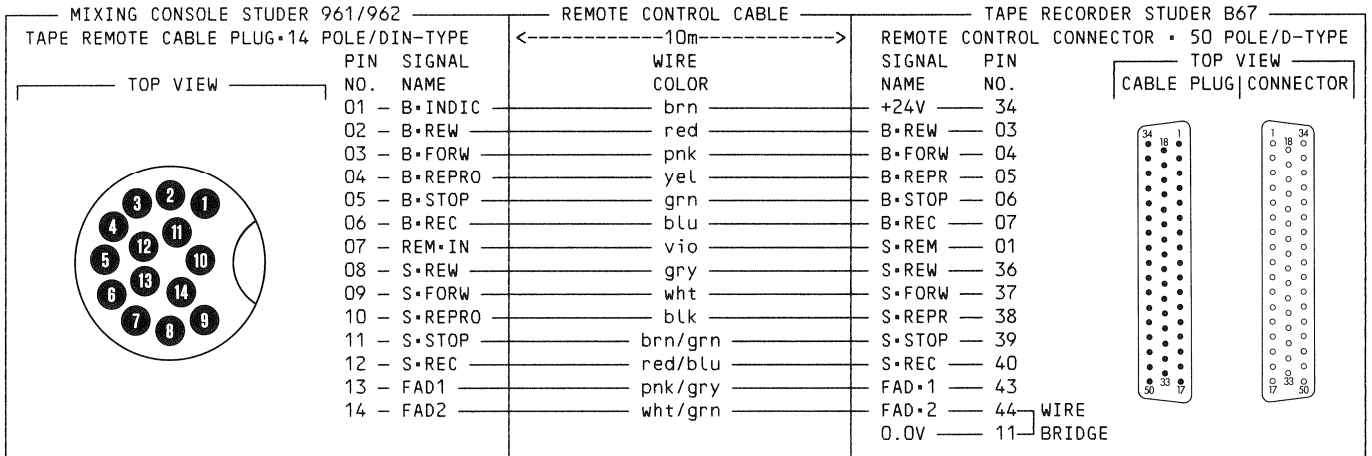 MIXING CONSOLE STUDER 961/962 REMOTE CONTROL CABLE TAPE RECORDER STUDER B67
TAPE REMOTE CABLE PLUG▪14 POLE/DIN-TYPE <------------10m------------> REMOTE CONTROL CONNECTOR ▪ 50 POLE/D-TYPE
PIN SIGNAL WIRE SIGNAL PIN TOP VIEW
TOP VIEW NO. NAME COLOR NAME NO. CABLE PLUG CONNECTOR
01 – B▪INDIC brn +24V 34
02 – B▪REW red B▪REW 03
03 – B▪FORW pnk B▪FORW 04
04 – B▪REPRO yel B▪REPR 05
05 – B▪STOP grn B▪STOP 06
06 – B▪REC blu B▪REC 07
07 – REM▪IN vio S▪REM 01
08 – S▪REW gry S▪REW 36
09 – S▪FORW wht S▪FORW 37
10 – S▪REPRO blk S▪REPR 38
11 – S▪STOP brn/grn S▪STOP 39
12 – S▪REC red/blu S▪REC 40
13 – FAD1 pnk/gry FAD▪1 43
14 – FAD2 wht/grn FAD▪2 44 WIRE
0.0V 11 BRIDGE
3 2 1
4 11
5 12 10
6 13 14
7 8 9
34 18 1
50 33 17
1 18 34
17 33 50